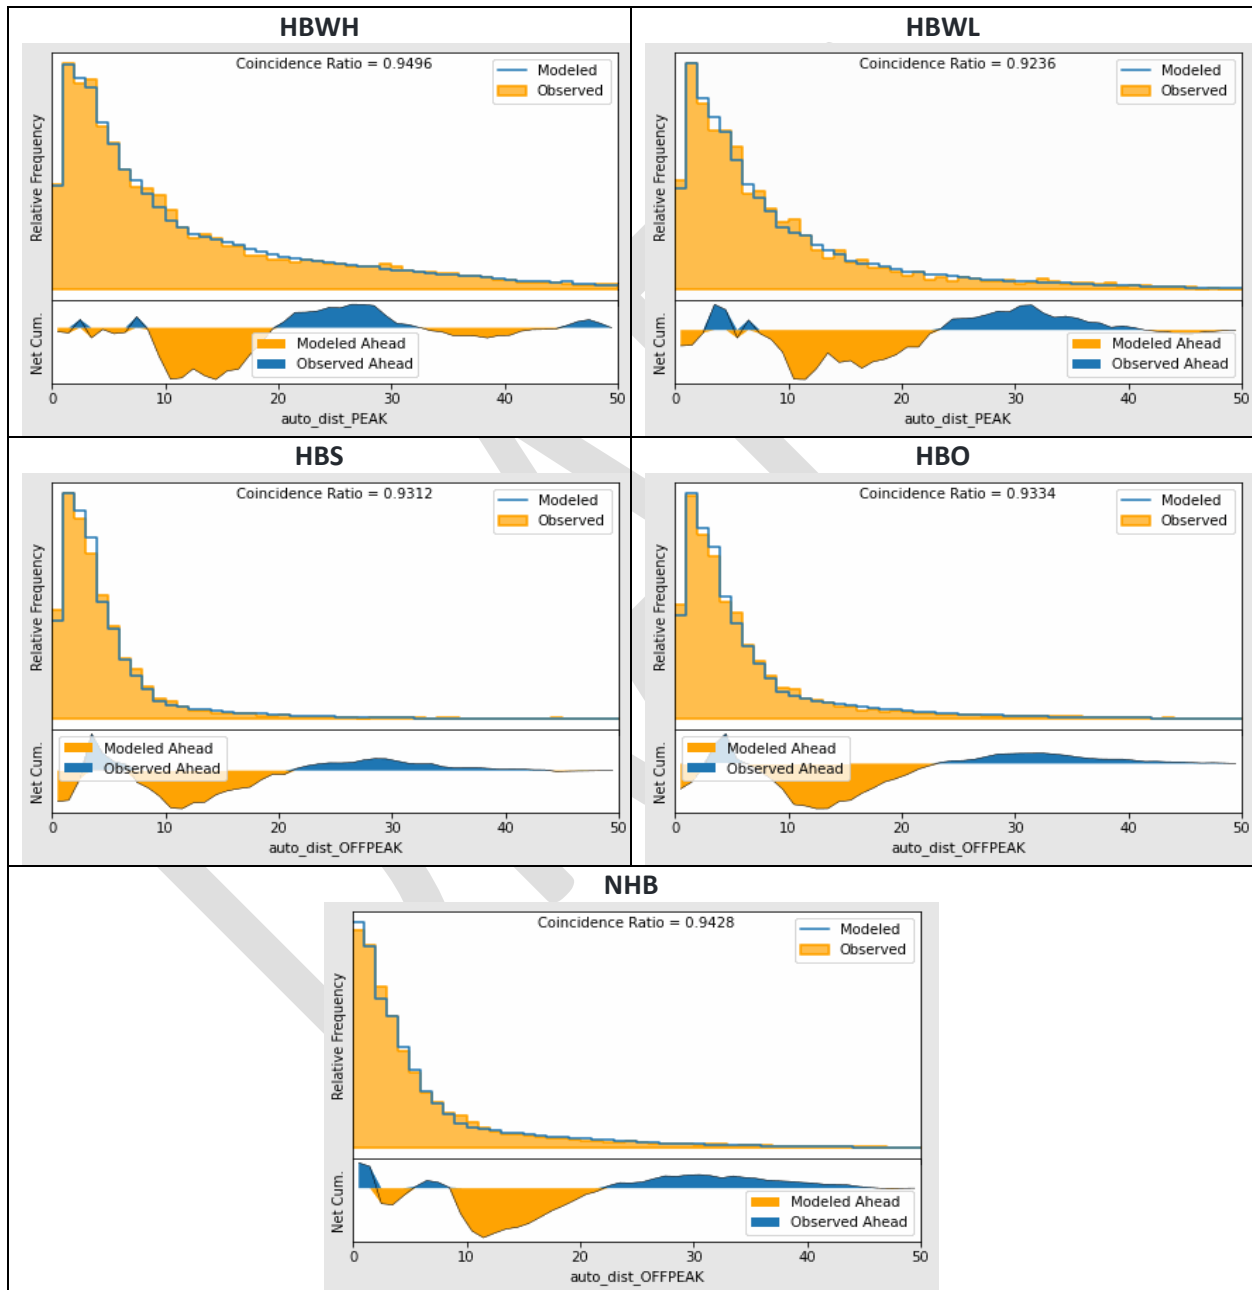 HBWH
Coincidence Ratio = 0.9496
Modeled
Observed
Relative Frequency
Net Cum.
Modeled Ahead
Observed Ahead
0 10 20 30 40 50
auto_dist_PEAK
HBWL
Coincidence Ratio = 0.9236
Modeled
Observed
Relative Frequency
Net Cum.
Modeled Ahead
Observed Ahead
0 10 20 30 40 50
auto_dist_PEAK
HBS
Coincidence Ratio = 0.9312
Modeled
Observed
Relative Frequency
Net Cum.
Modeled Ahead
Observed Ahead
0 10 20 30 40 50
auto_dist_OFFPEAK
HBO
Coincidence Ratio = 0.9334
Modeled
Observed
Relative Frequency
Net Cum.
Modeled Ahead
Observed Ahead
0 10 20 30 40 50
auto_dist_OFFPEAK
NHB
Coincidence Ratio = 0.9428
Modeled
Observed
Relative Frequency
Net Cum.
Modeled Ahead
Observed Ahead
0 10 20 30 40 50
auto_dist_OFFPEAK